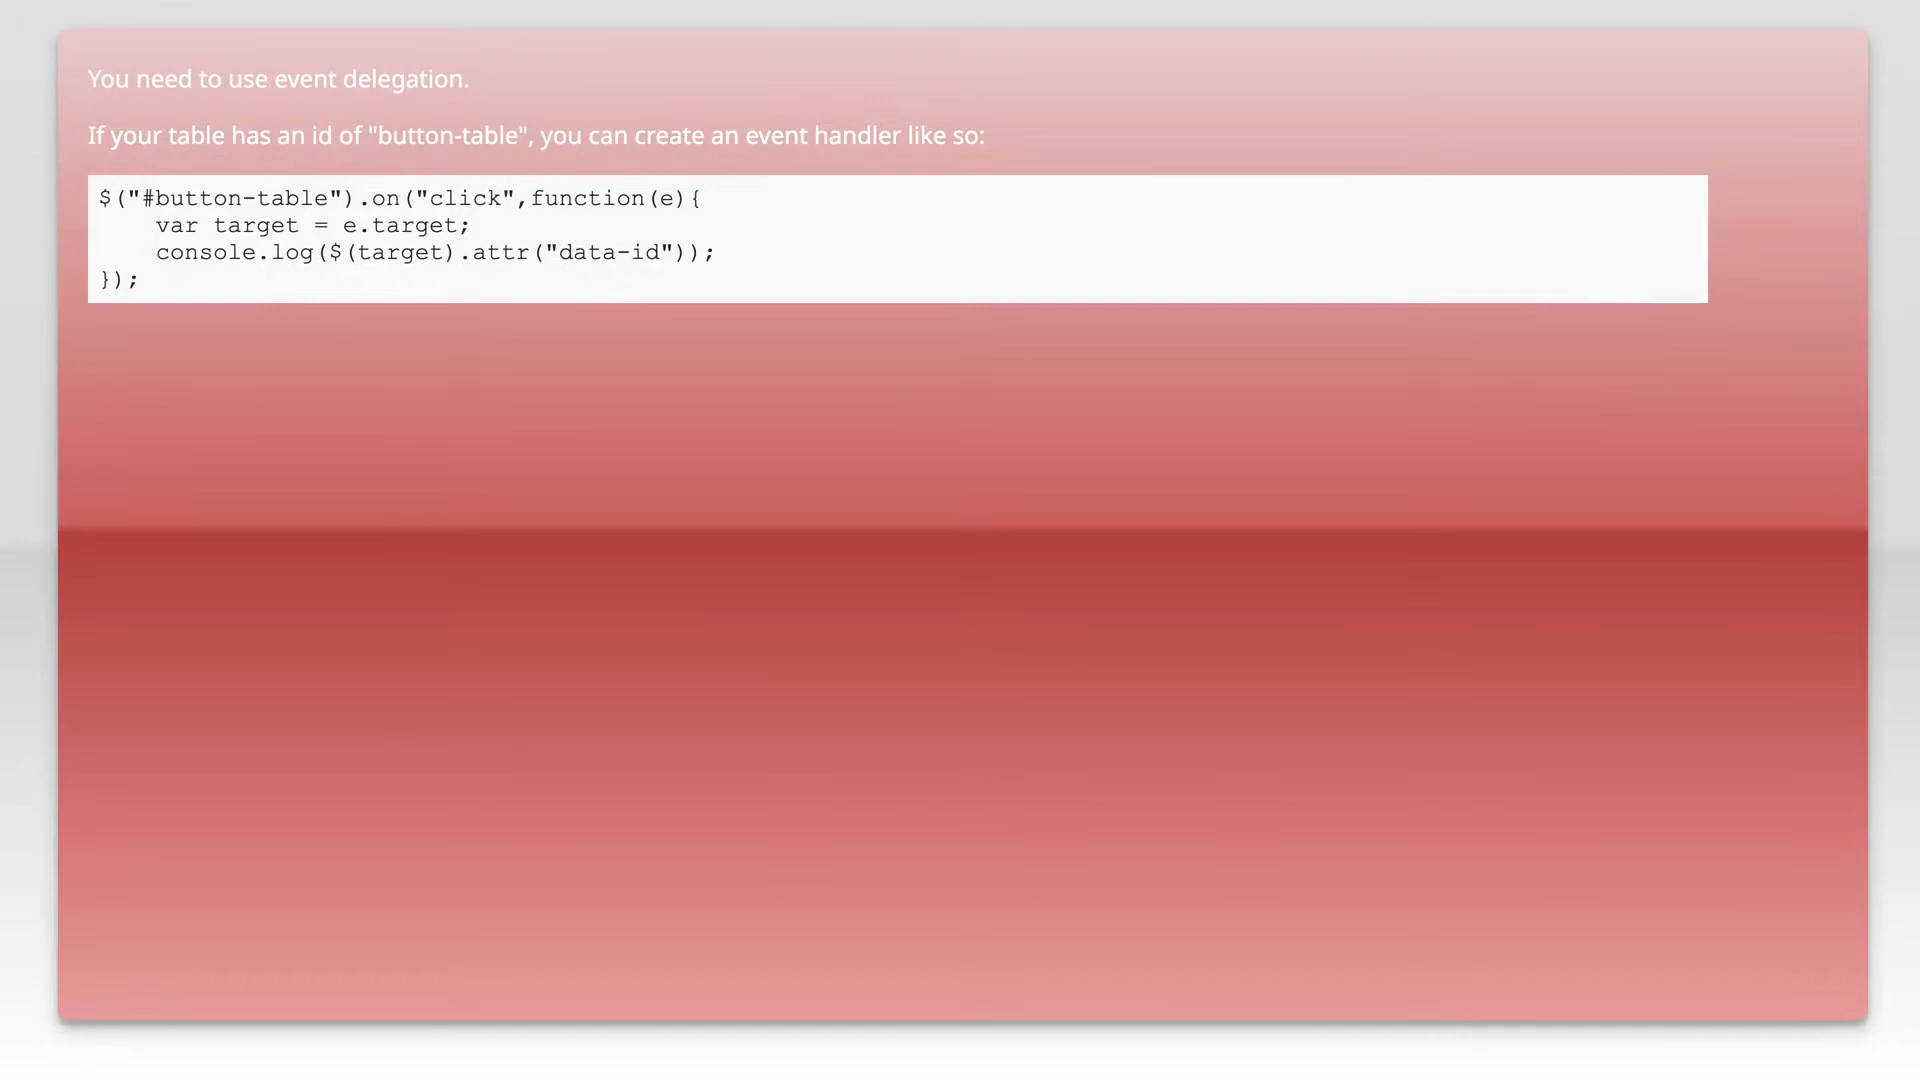 You need to use event delegation.
If your table has an id of "button-table", you can create an event handler like so:
$("#button-table").on("click",function(e){
    var target = e.target;
    console.log($(target).attr("data-id"));
});